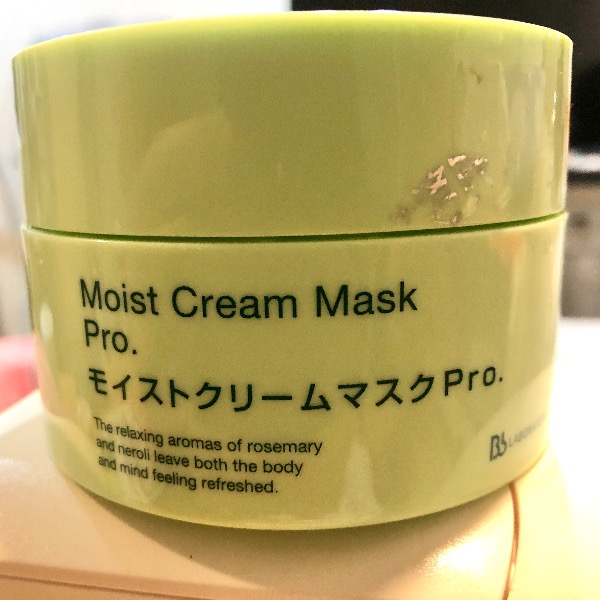 Moist Cream Mask
Pro.
モイストクリームマスクPro.
The relaxing aromas of rosemary
and neroli leave both the body
and mind feeling refreshed.
Bb